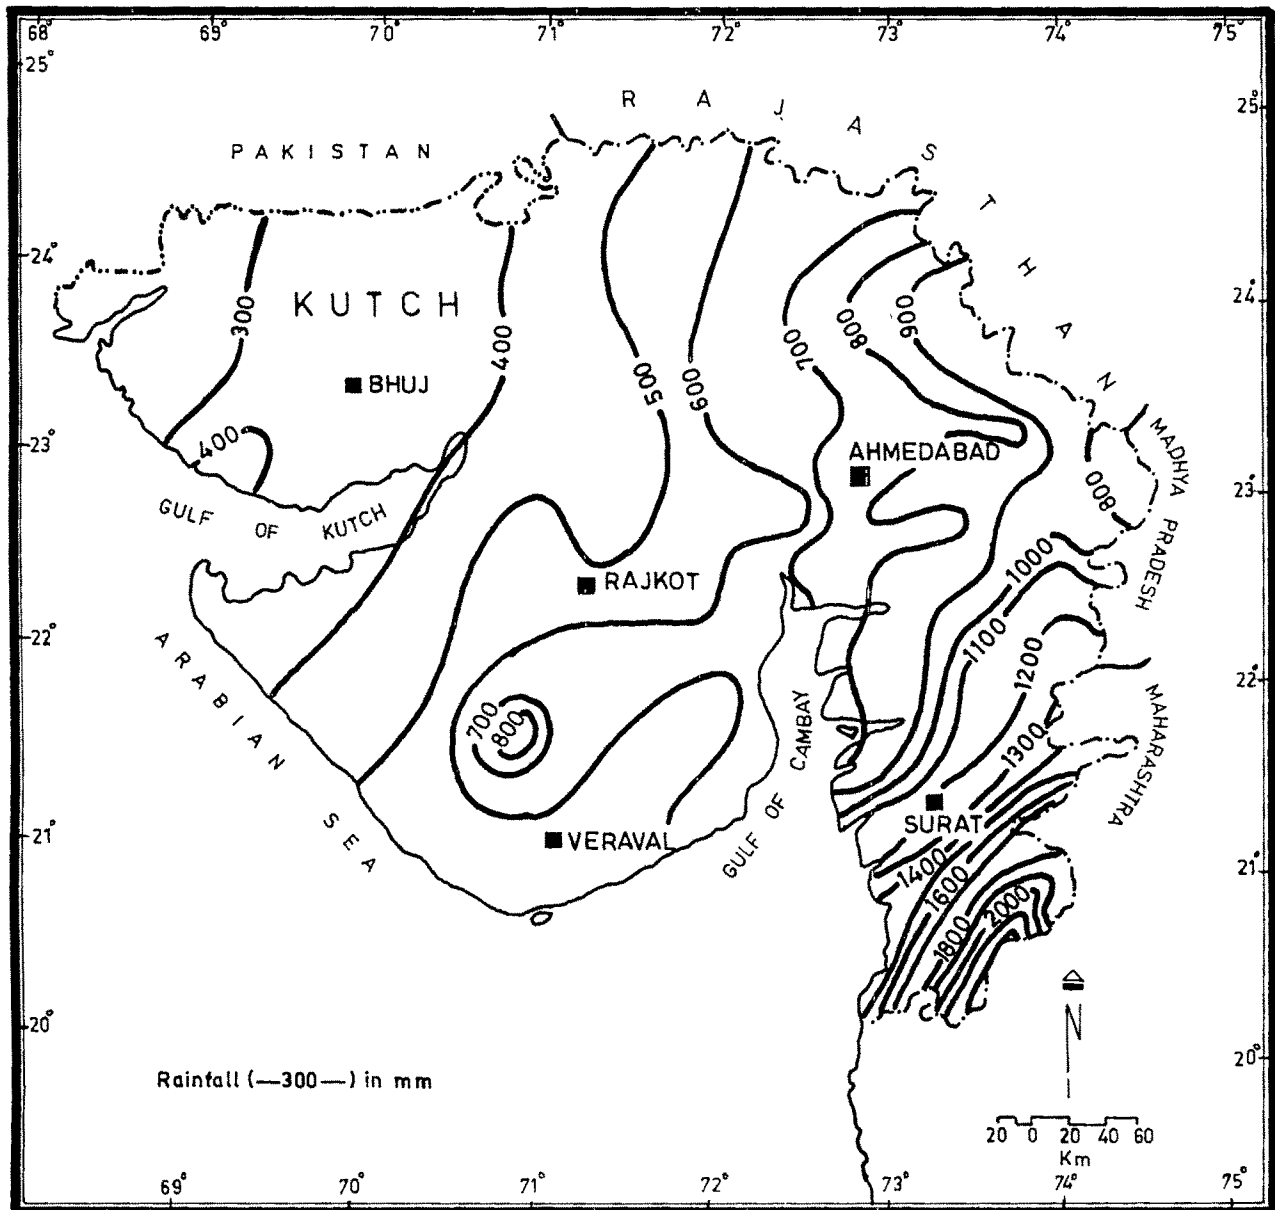 68° 69° 70° 71° 72° 73° 74° 75°
25°
25°
RAJASTHAN
PAKISTAN
24°
24°
KUTCH
300
400
500
600
700
800
900
BHUJ
400
23°
AHMEDABAD
MADHYA PRADESH
800
23°
GULF OF KUTCH
1000
RAJKOT
1100
22°
1200
22°
ARABIAN SEA
700
800
GULF OF CAMBAY
1300
MAHARASHTRA
SURAT
21°
VERAVAL
1400
21°
1600
2000
1800
20°
N
20°
Rainfall (—300—) in mm
20 0 20 40 60
Km
69° 70° 71° 72° 73° 74° 75°